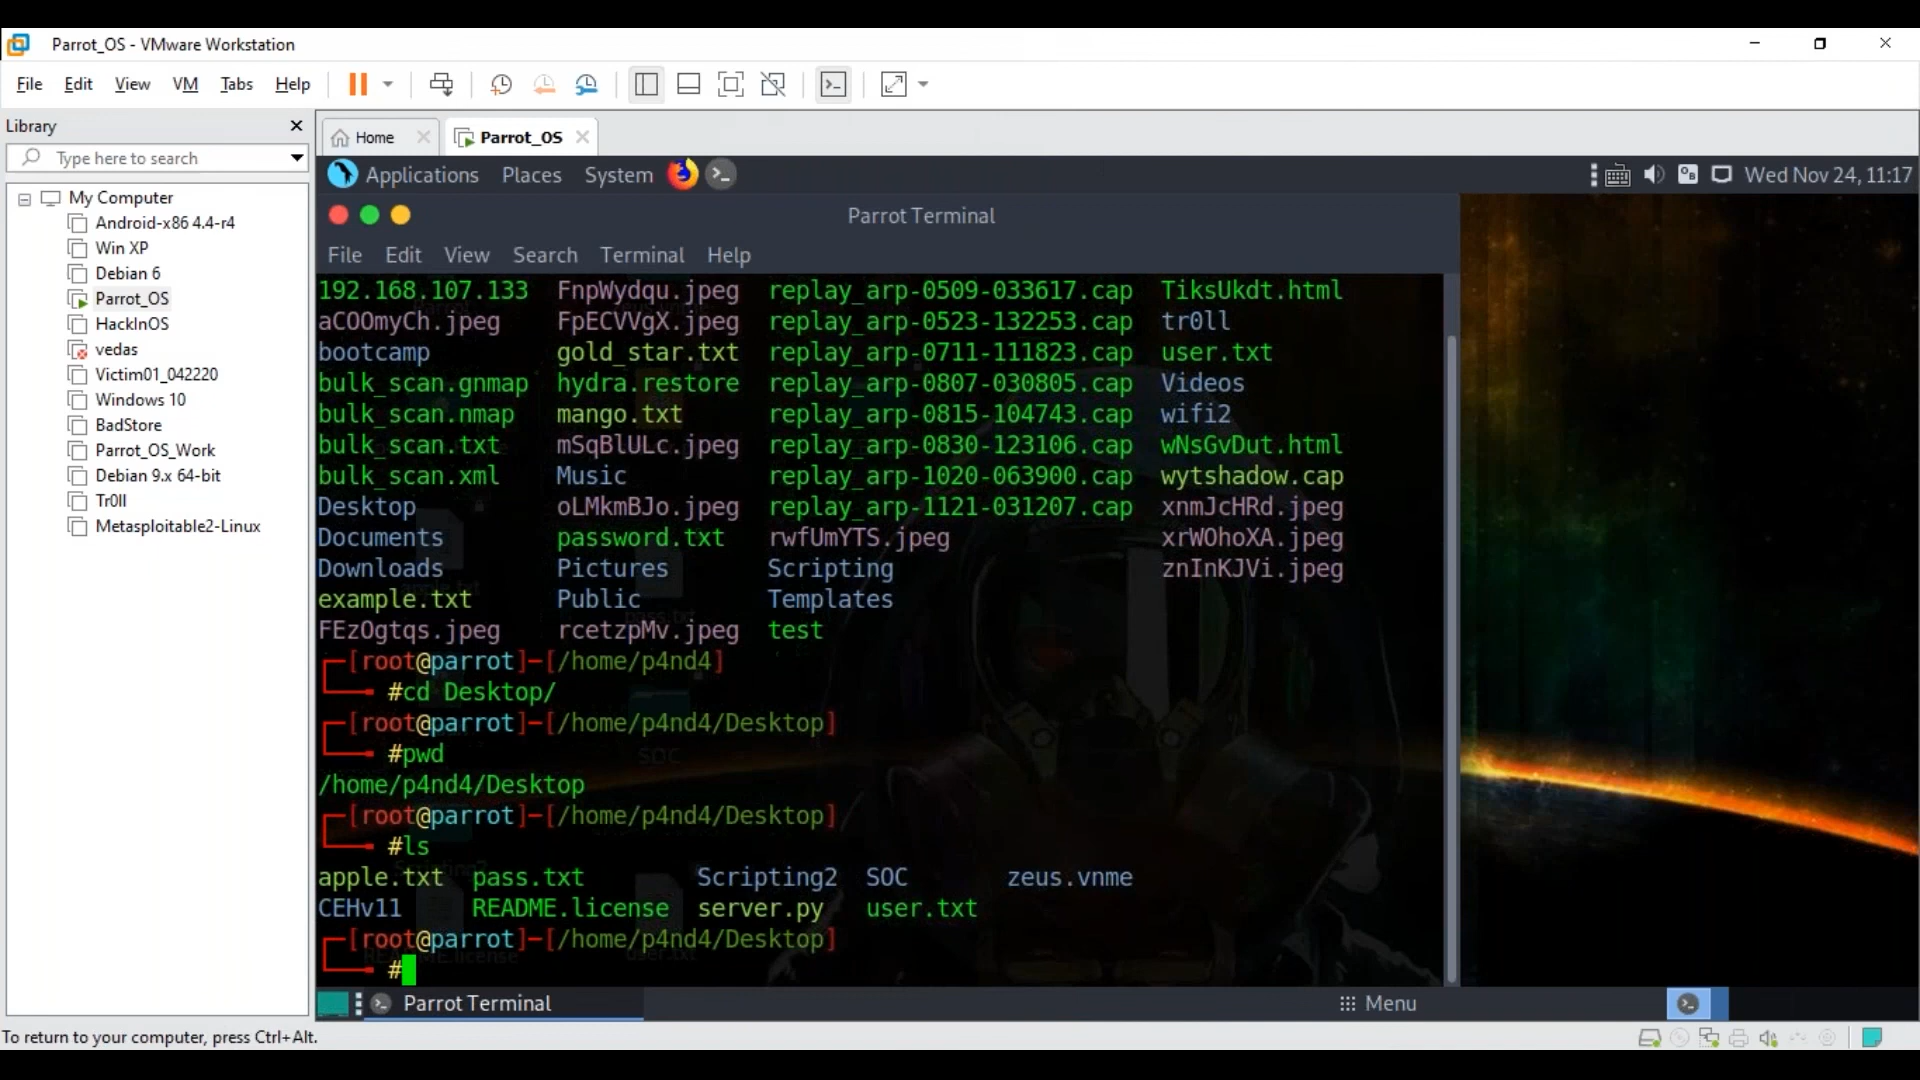 Parrot_OS - VMware Workstation
File Edit View VM Tabs Help
Library
Type here to search
My Computer
Android-x86 4.4-r4
Win XP
Debian 6
Parrot_OS
HackInOS
vedas
Victim01_042220
Windows 10
BadStore
Parrot_OS_Work
Debian 9.x 64-bit
Tr0ll
Metasploitable2-Linux
Home Parrot_OS
Applications Places System Wed Nov 24, 11:17
Parrot Terminal
File Edit View Search Terminal Help
192.168.107.133 FnpWydqu.jpeg replay_arp-0509-033617.cap TiksUkdt.html
aCOOmyCh.jpeg FpECVVgX.jpeg replay_arp-0523-132253.cap tr0ll
bootcamp gold_star.txt replay_arp-0711-111823.cap user.txt
bulk_scan.gnmap hydra.restore replay_arp-0807-030805.cap Videos
bulk_scan.nmap mango.txt replay_arp-0815-104743.cap wifi2
bulk_scan.txt mSqBlULc.jpeg replay_arp-0830-123106.cap wNsGvDut.html
bulk_scan.xml Music replay_arp-1020-063900.cap wytshadow.cap
Desktop oLMkmBJo.jpeg replay_arp-1121-031207.cap xnmJcHRd.jpeg
Documents password.txt rwfUmYTS.jpeg xrWOhoXA.jpeg
Downloads Pictures Scripting znInKJVi.jpeg
example.txt Public Templates
FEzOgtqs.jpeg rcetzpMv.jpeg test
┌─[root@parrot]─[/home/p4nd4]
└──╼ #cd Desktop/
┌─[root@parrot]─[/home/p4nd4/Desktop]
└──╼ #pwd
/home/p4nd4/Desktop
┌─[root@parrot]─[/home/p4nd4/Desktop]
└──╼ #ls
apple.txt pass.txt Scripting2 SOC zeus.vnme
CEHv11 README.license server.py user.txt
┌─[root@parrot]─[/home/p4nd4/Desktop]
└──╼ #
Parrot Terminal Menu
To return to your computer, press Ctrl+Alt.